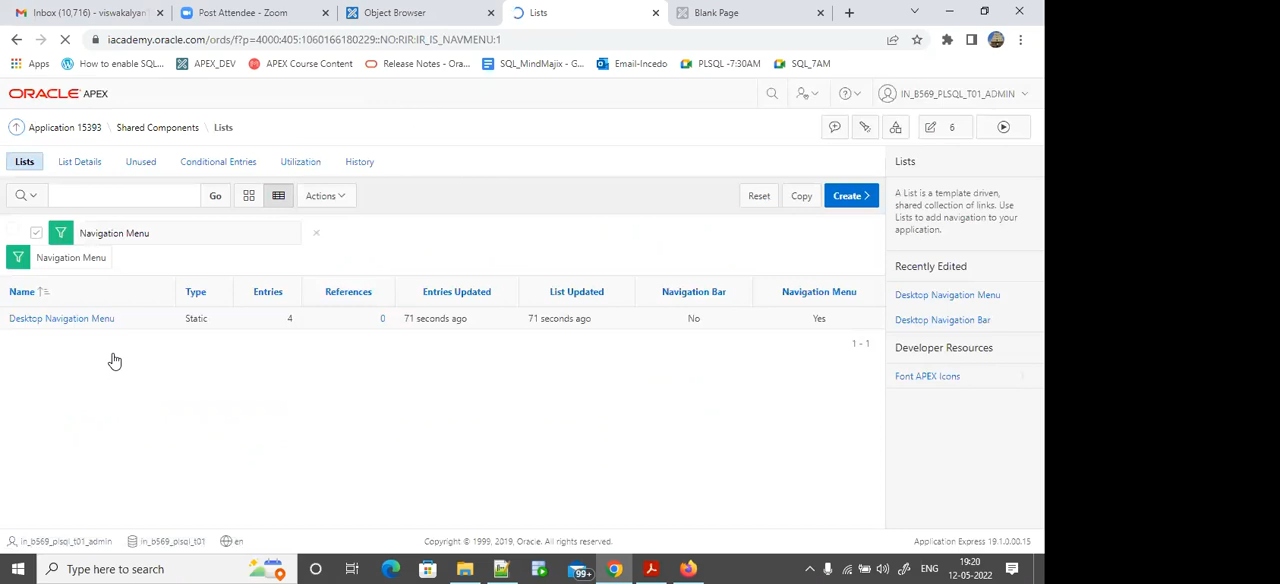 Inbox (10,716) - viswakalyan
Post Attendee - Zoom
Object Browser
Lists
Blank Page
iacademy.oracle.com/ords/f?p=4000:405:1060166180229::NO:RIR:IR_IS_NAVMENU:1
Apps
How to enable SQL...
APEX_DEV
APEX Course Content
Release Notes - Ora...
SQL_MindMajix - G...
Email-Incedo
PLSQL -7:30AM
SQL_7AM
ORACLE APEX
IN_B569_PLSQL_T01_ADMIN
Application 15393
Shared Components
Lists
6
Lists
List Details
Unused
Conditional Entries
Utilization
History
Go
Actions
Reset
Copy
Create
Navigation Menu
Navigation Menu
Name
Type
Entries
References
Entries Updated
List Updated
Navigation Bar
Navigation Menu
Desktop Navigation Menu
Static
4
0
71 seconds ago
71 seconds ago
No
Yes
1 - 1
Lists
A List is a template driven,
shared collection of links. Use
Lists to add navigation to your
application.
Recently Edited
Desktop Navigation Menu
Desktop Navigation Bar
Developer Resources
Font APEX Icons
in_b569_plsql_t01_admin
in_b569_plsql_t01
en
Copyright © 1999, 2019, Oracle. All rights reserved.
Application Express 19.1.0.00.15
Type here to search
99+
ENG
19:20
12-05-2022